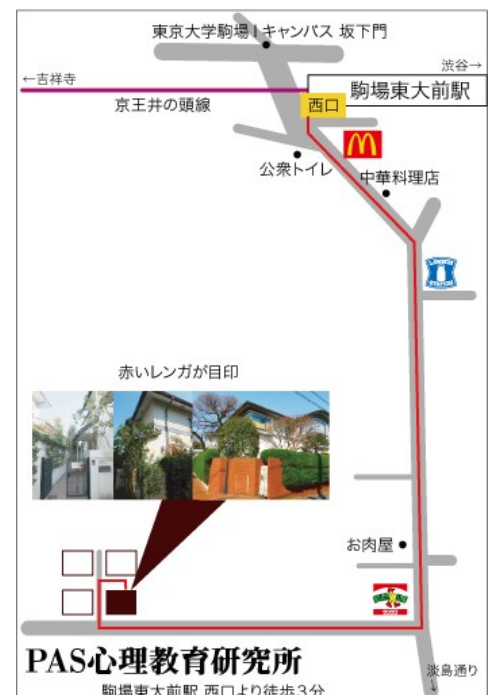 東京大学駒場Iキャンパス 坂下門
渋谷→
←吉祥寺
駒場東大前駅
京王井の頭線
西口
公衆トイレ
中華料理店
LAWSON
STATION
赤いレンガが目印
お肉屋
PAS心理教育研究所
淡島通り
駒場東大前駅 西口より徒歩3分